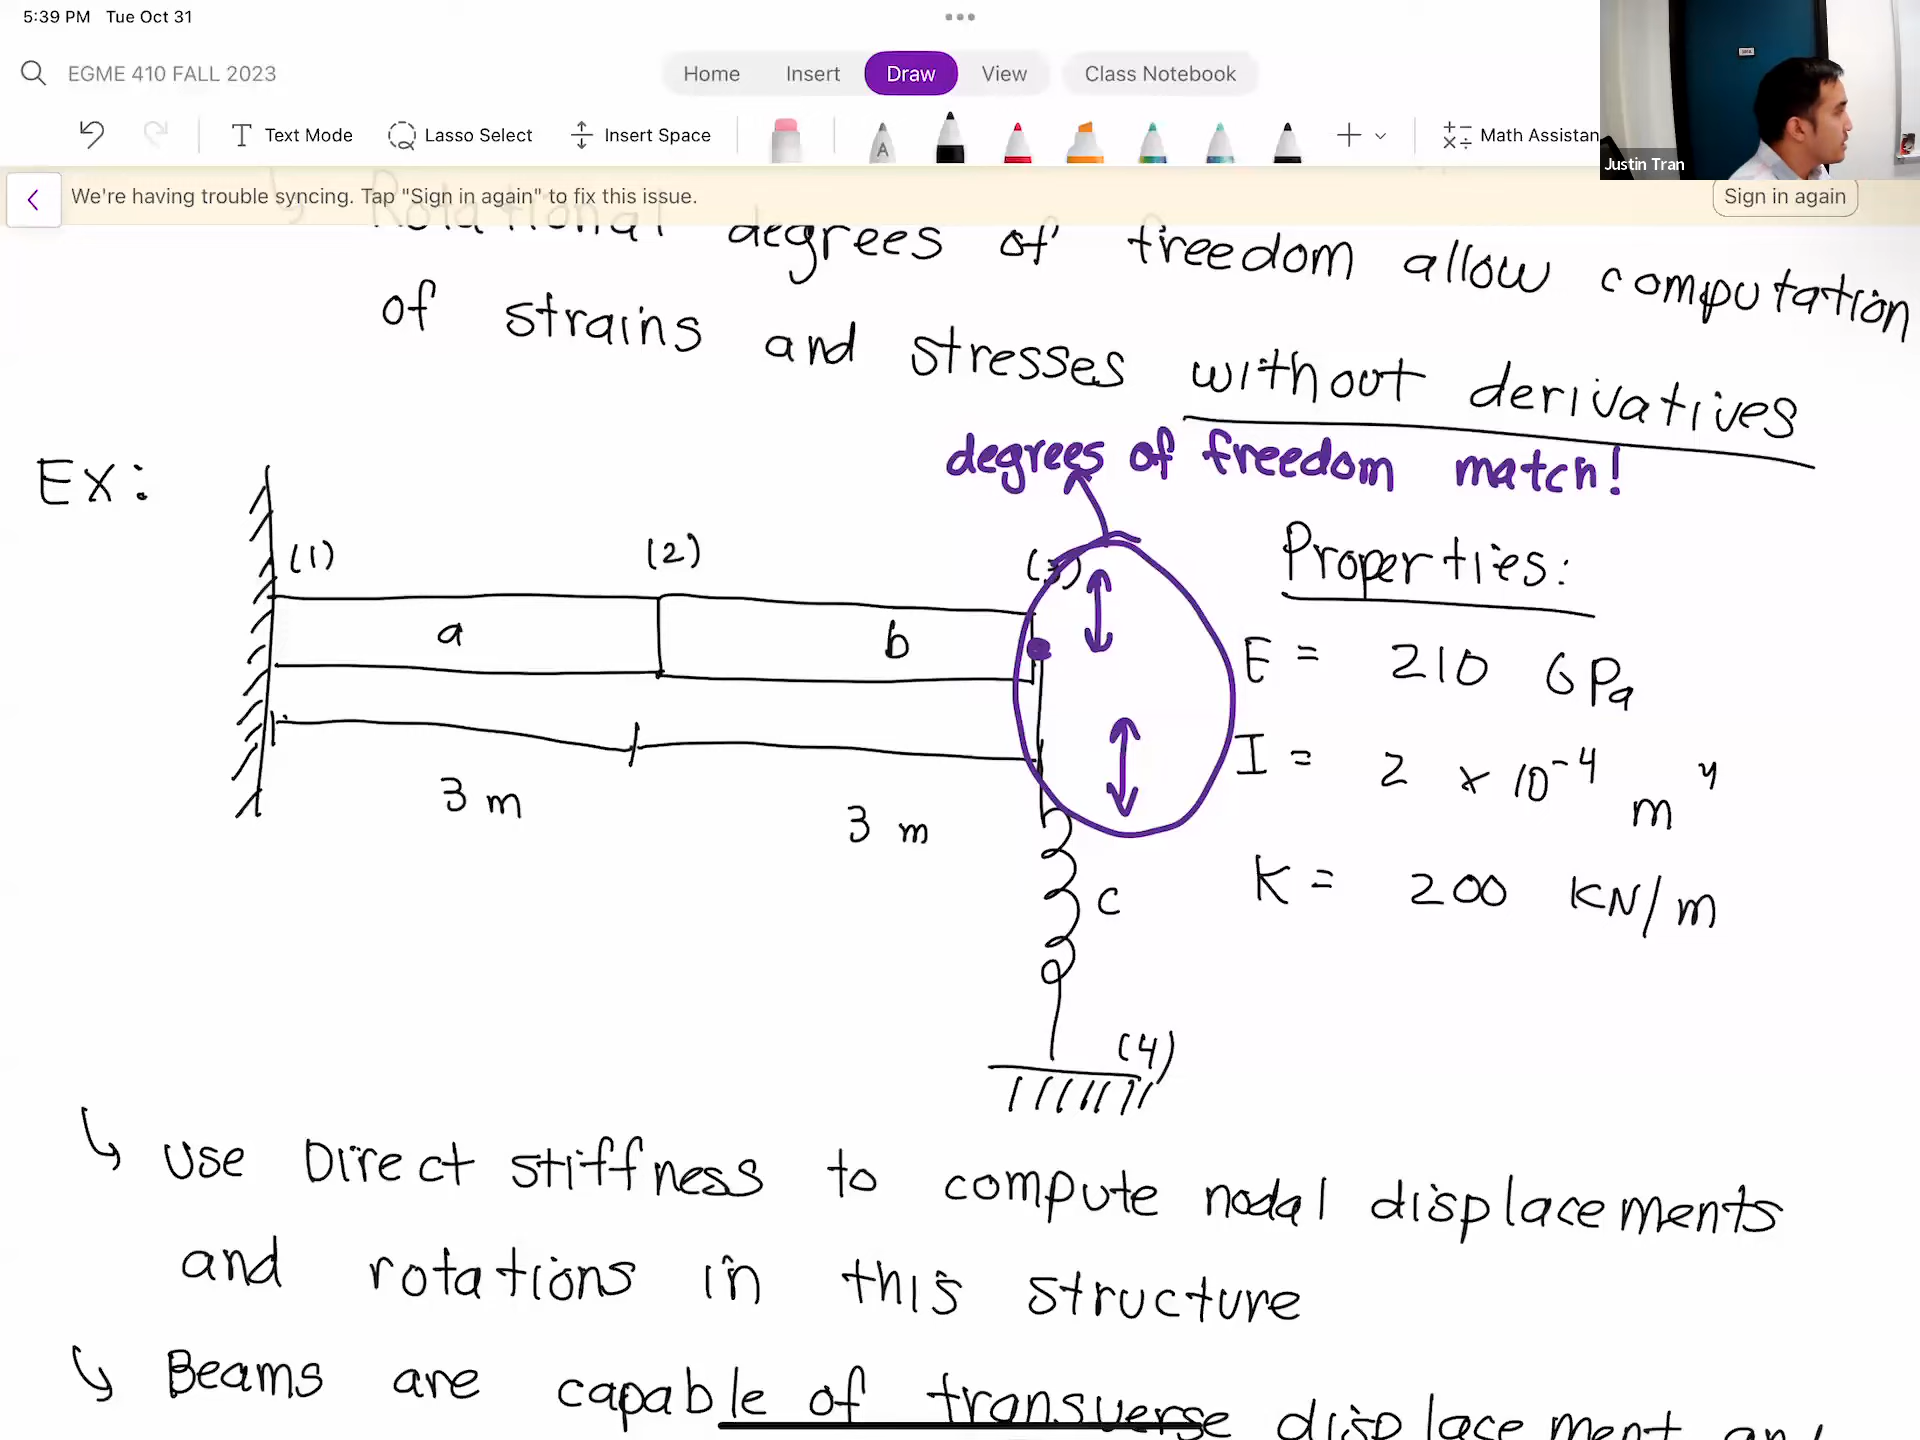 5:39 PM Tue Oct 31
EGME 410 FALL 2023
Home Insert Draw View Class Notebook
Text Mode Lasso Select Insert Space Math Assistan
Justin Tran
We're having trouble syncing. Tap "Sign in again" to fix this issue. Sign in again
Rotational degrees of freedom allow computation
of strains and stresses without derivatives
degrees of freedom match!
EX:
(1) (2) (3)
a b
3 m 3 m
Properties:
E = 210 GPa
I = 2 x 10-4 m4
K = 200 KN/m
c
(4)
↳ Use Direct stiffness to compute nodal displacements
and rotations in this structure
↳ Beams are capable of transverse displacement